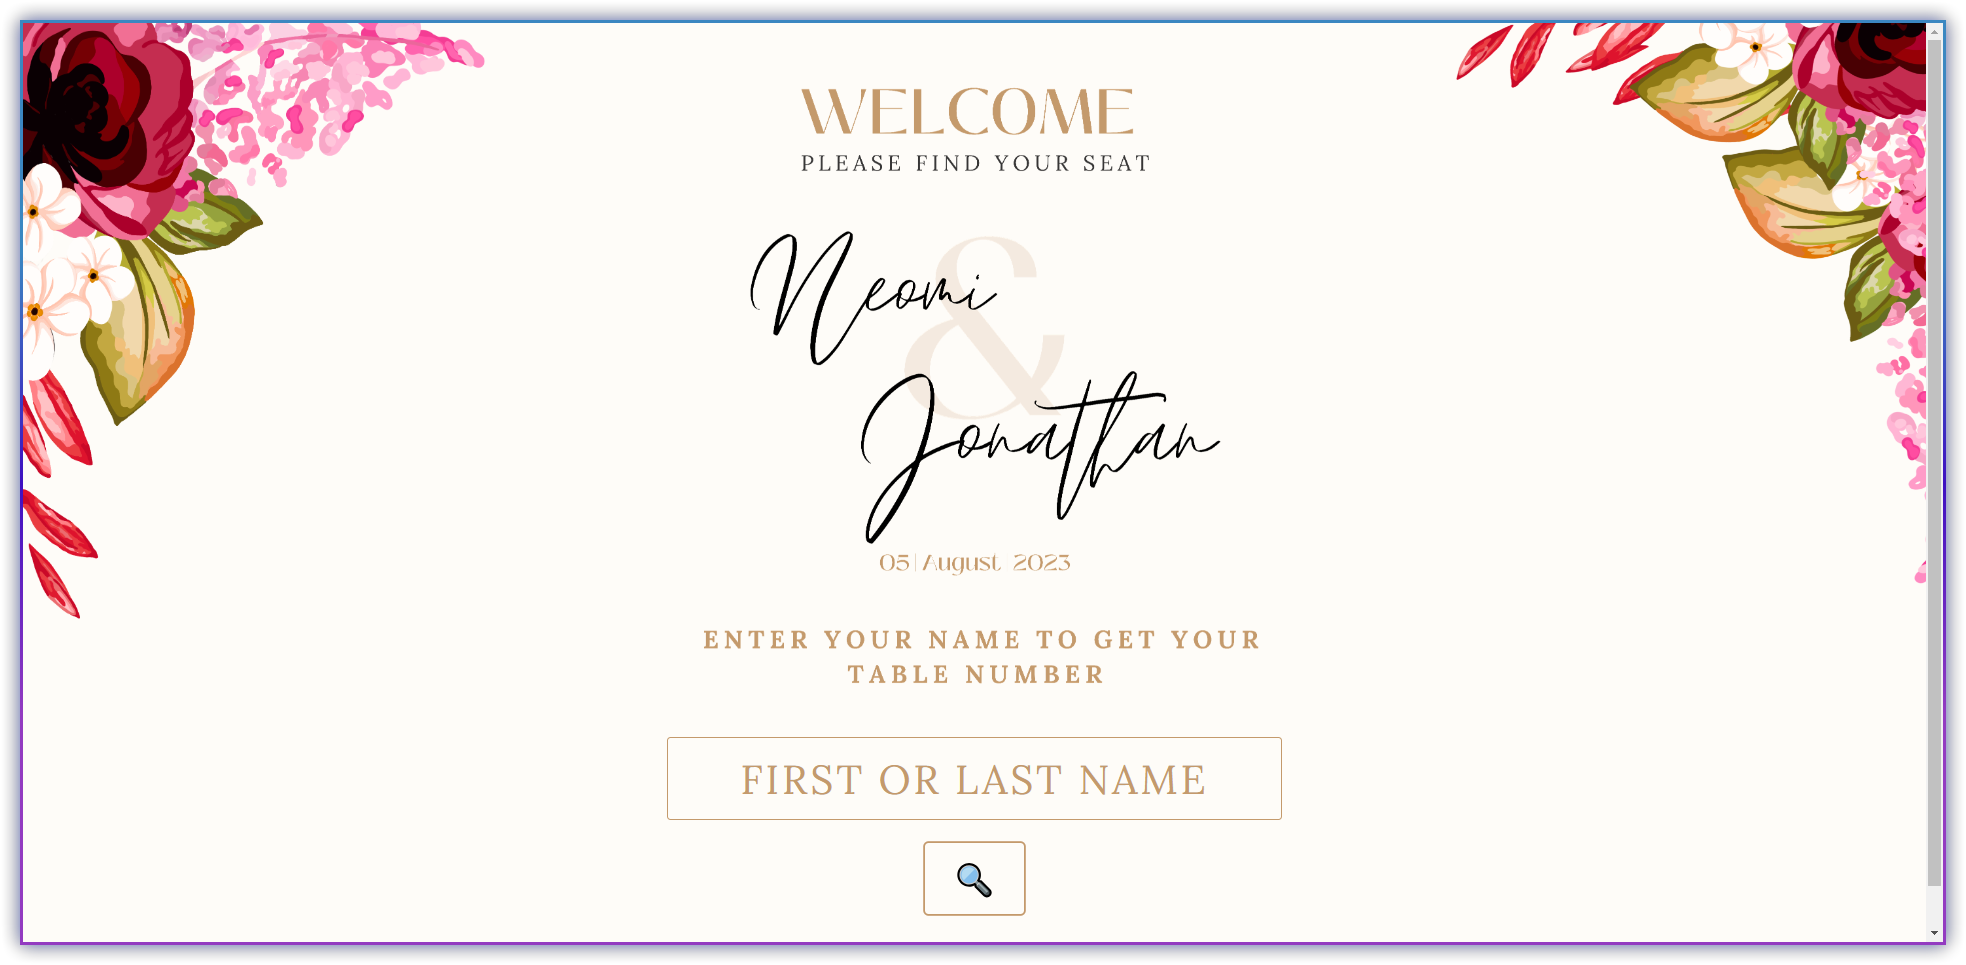 WELCOME
PLEASE FIND YOUR SEAT
Neomi
&
Jonathan
05|August 2023
ENTER YOUR NAME TO GET YOUR
TABLE NUMBER
FIRST OR LAST NAME